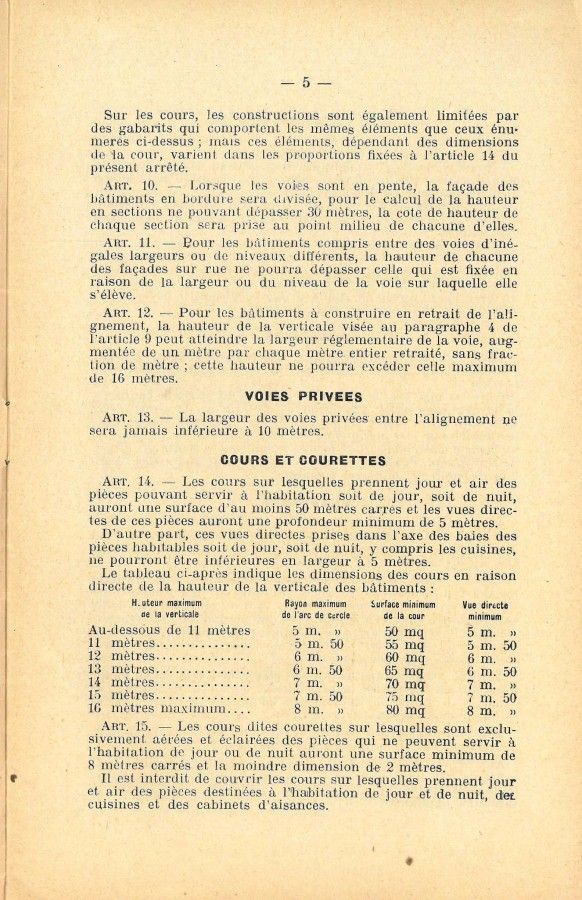 — 5 —
Sur les cours, les constructions sont également limitées par
des gabarits qui comportent les mêmes éléments que ceux énu-
meres ci-dessus ; mais ces éléments, dépendant des dimensions
de la cour, varient dans les proportions fixées à l'article 14 du
présent arrêté.
ART. 10. — Lorsque les voies sont en pente, la façade des
bâtiments en bordure sera divisée, pour le calcul de la hauteur
en sections ne pouvant dépasser 30 mètres, la cote de hauteur de
chaque section sera prise au point milieu de chacune d'elles.
ART. 11. — Pour les bâtiments compris entre des voies d'iné-
gales largeurs ou de niveaux différents, la hauteur de chacune
des façades sur rue ne pourra dépasser celle qui est fixée en
raison de la largeur ou du niveau de la voie sur laquelle elle
s'élève.
ART. 12. — Pour les bâtiments à construire en retrait de l'ali-
gnement, la hauteur de la verticale visée au paragraphe 4 de
l'article 9 peut atteindre la largeur réglementaire de la voie, aug-
mentée de un mètre par chaque mètre entier retraité, sans frac-
tion de mètre ; cette hauteur ne pourra excéder celle maximum
de 16 mètres.
VOIES PRIVEES
ART. 13. — La largeur des voies privées entre l'alignement ne
sera jamais inférieure à 10 mètres.
COURS ET COURETTES
ART. 14. — Les cours sur lesquelles prennent jour et air des
pièces pouvant servir à l'habitation soit de jour, soit de nuit,
auront une surface d'au moins 50 mètres carrés et les vues direc-
tes de ces pièces auront une profondeur minimum de 5 mètres.
D'autre part, ces vues directes prises dans l'axe des baies des
pièces habitables soit de jour, soit de nuit, y compris les cuisines,
ne pourront être inférieures en largeur à 5 mètres.
Le tableau ci-après indique les dimensions des cours en raison
directe de la hauteur de la verticale des bâtiments :
Hauteur maximum Rayon maximum Surface minimum Vue directe
de la verticale de l'arc de cercle de la cour minimum
Au-dessous de 11 mètres 5 m. » 50 mq 5 m. »
11 mètres............... 5 m. 50 55 mq 5 m. 50
12 mètres............... 6 m. » 60 mq 6 m. »
13 mètres............... 6 m. 50 65 mq 6 m. 50
14 mètres............... 7 m. » 70 mq 7 m. »
15 mètres............... 7 m. 50 75 mq 7 m. 50
16 mètres maximum.... 8 m. » 80 mq 8 m. »
ART. 15. — Les cours dites courettes sur lesquelles sont exclu-
sivement aérées et éclairées des pièces qui ne peuvent servir à
l'habitation de jour ou de nuit auront une surface minimum de
8 mètres carrés et la moindre dimension de 2 mètres.
Il est interdit de couvrir les cours sur lesquelles prennent jour
et air des pièces destinées à l'habitation de jour et de nuit, des
cuisines et des cabinets d'aisances.